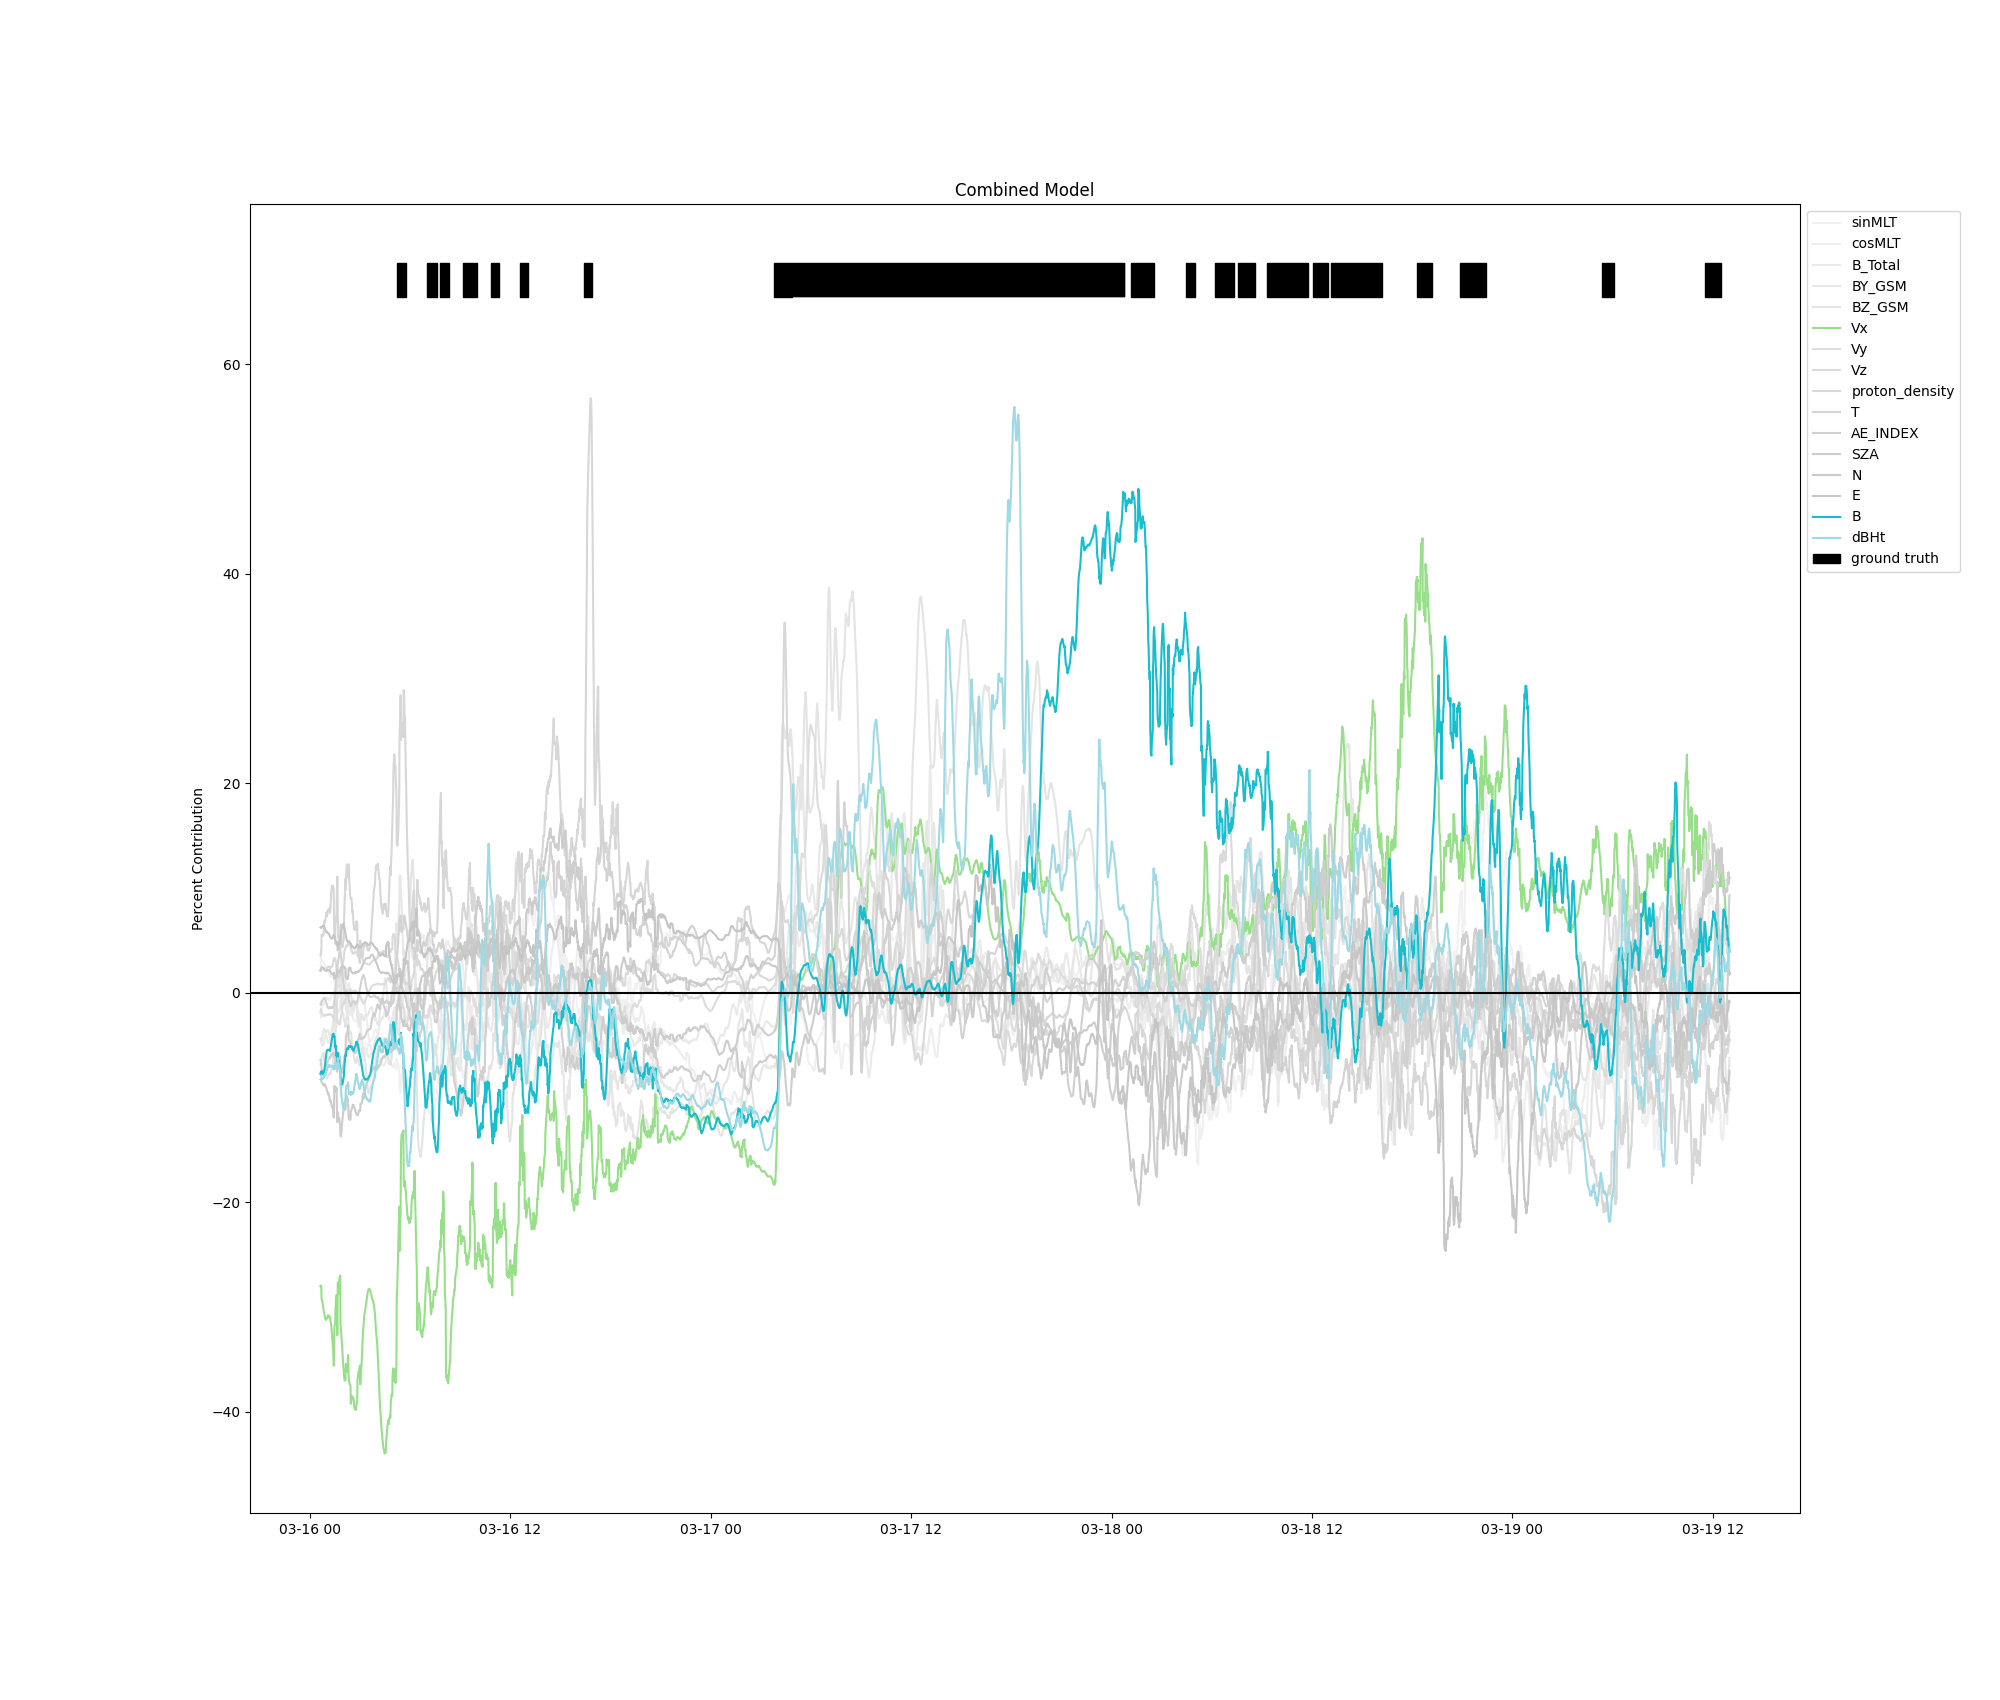 Combined Model
sinMLT
cosMLT
B_Total
BY_GSM
BZ_GSM
Vx
Vy
Vz
proton_density
T
AE_INDEX
SZA
N
E
B
dBHt
ground truth
Percent Contribution
60
40
20
0
−20
−40
03-16 00
03-16 12
03-17 00
03-17 12
03-18 00
03-18 12
03-19 00
03-19 12